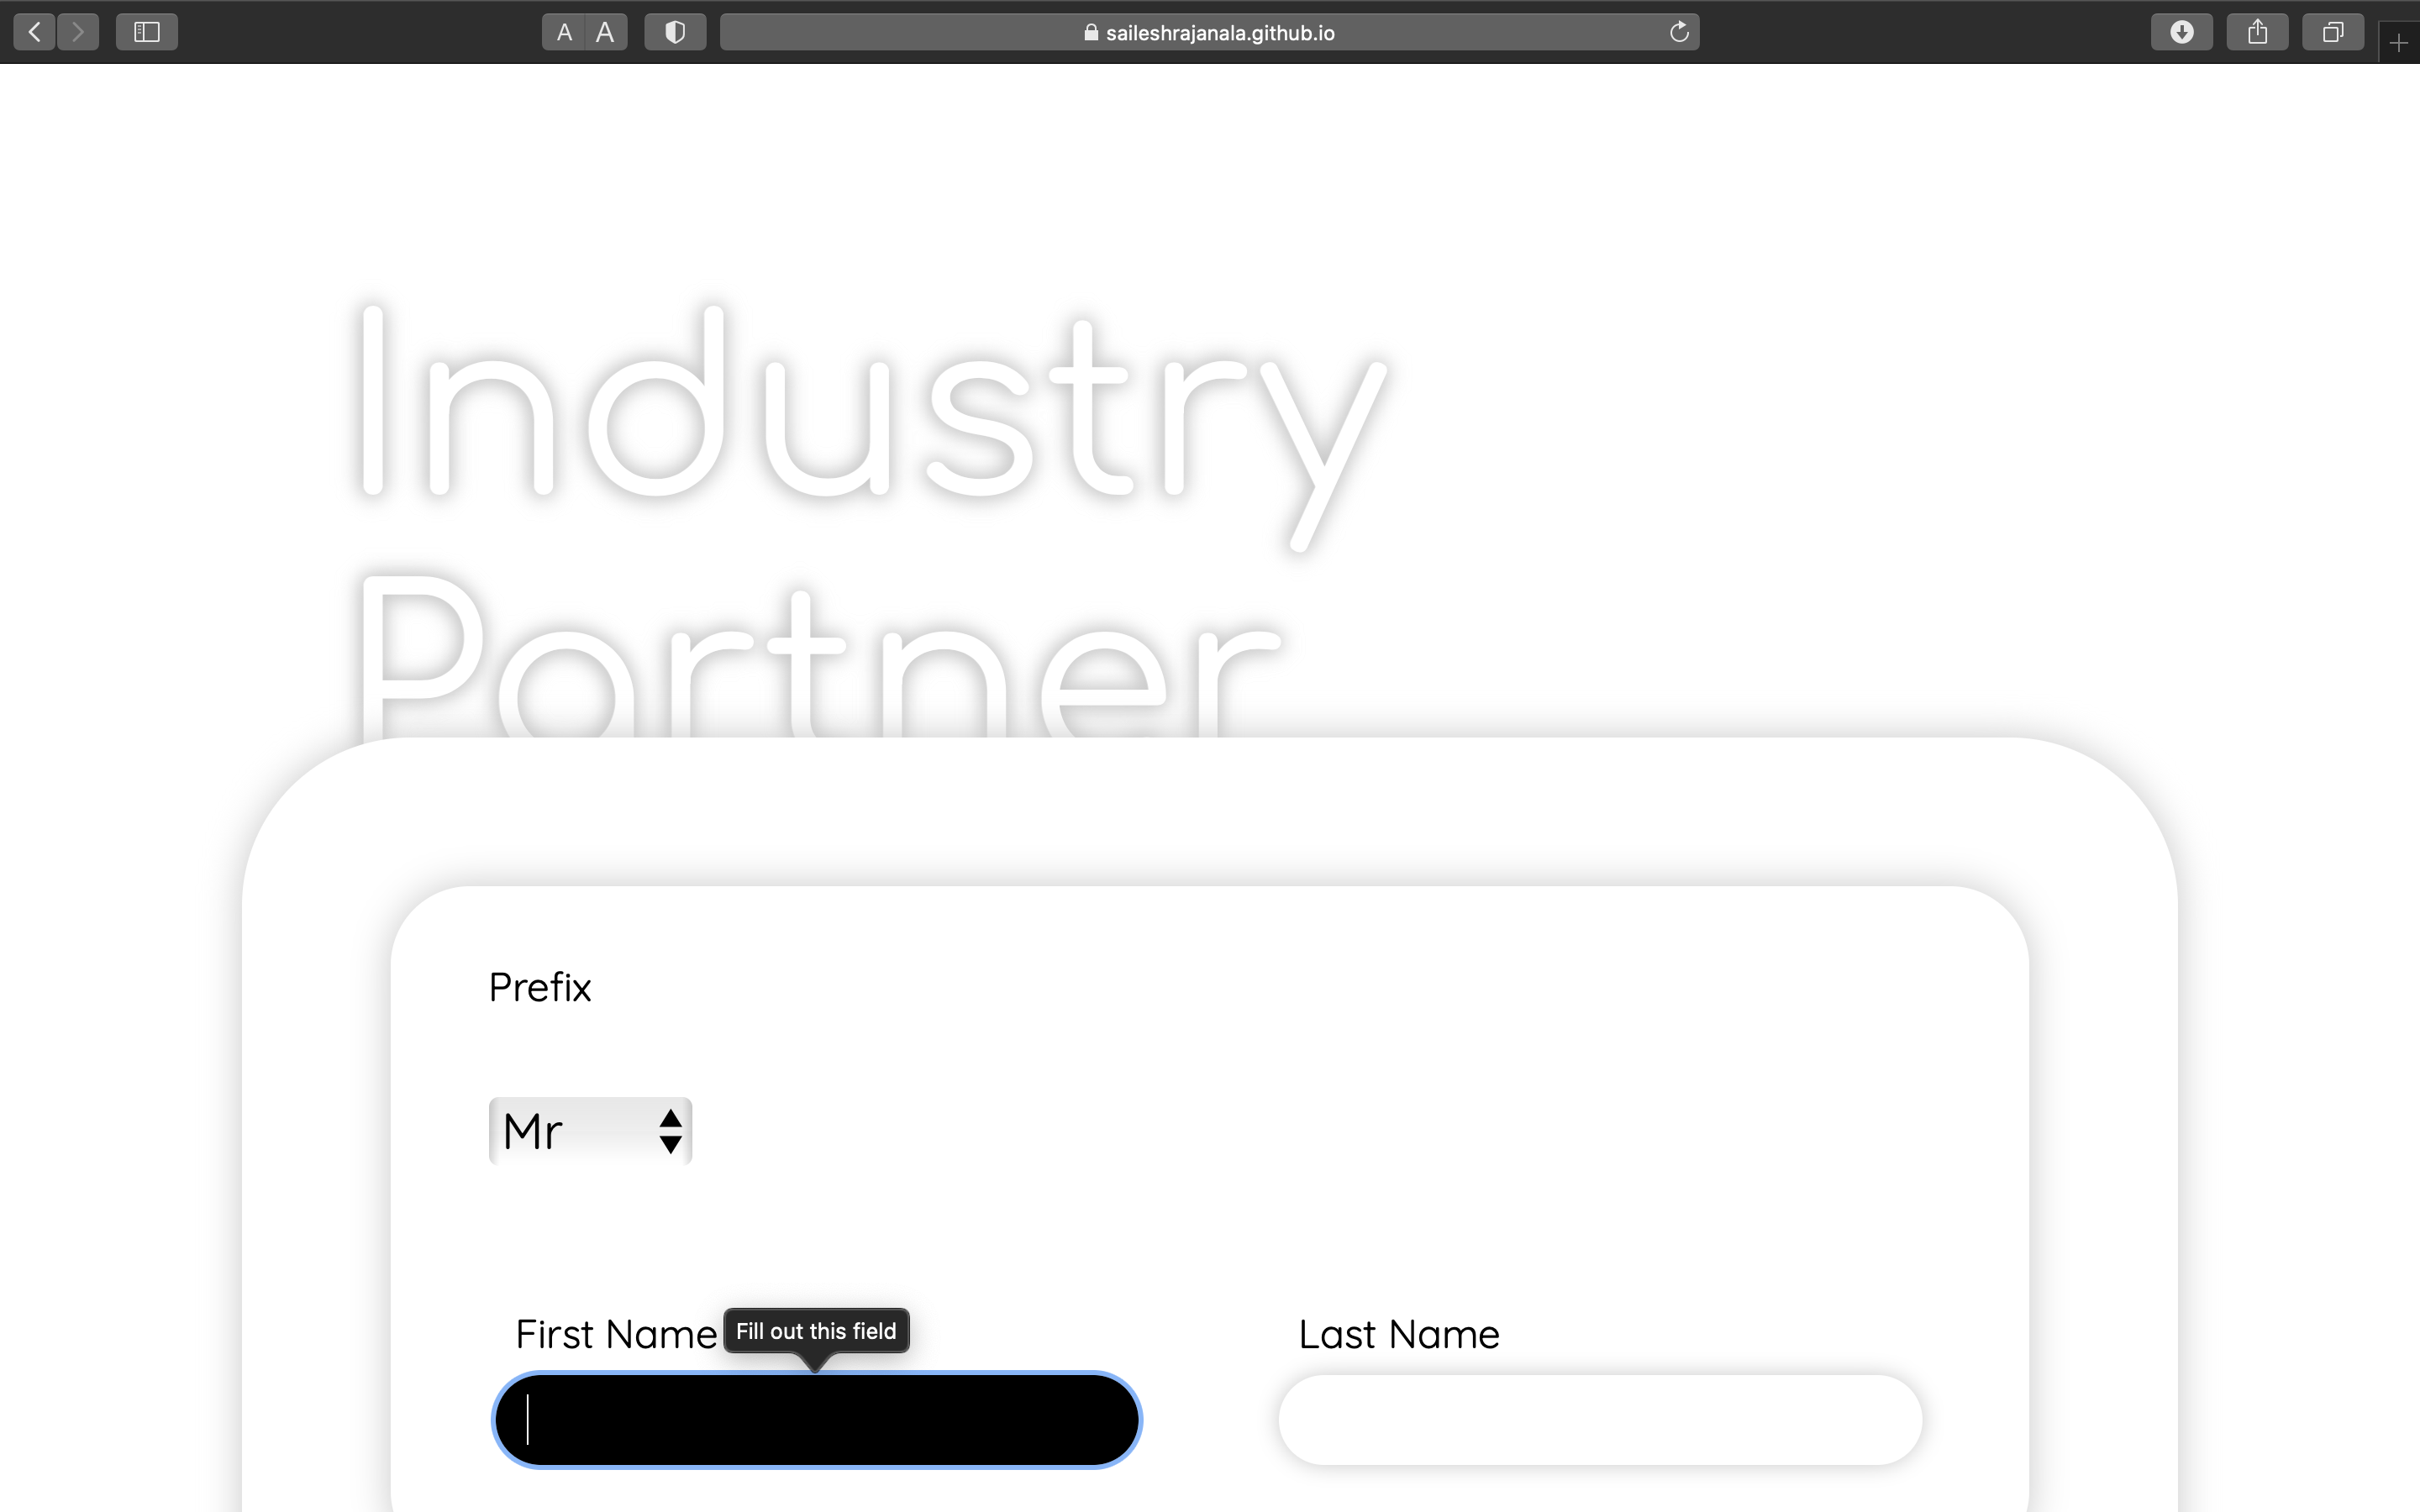 A A saileshrajanala.github.io
Industry
Partner
Prefix
Mr
First Name Fill out this field Last Name